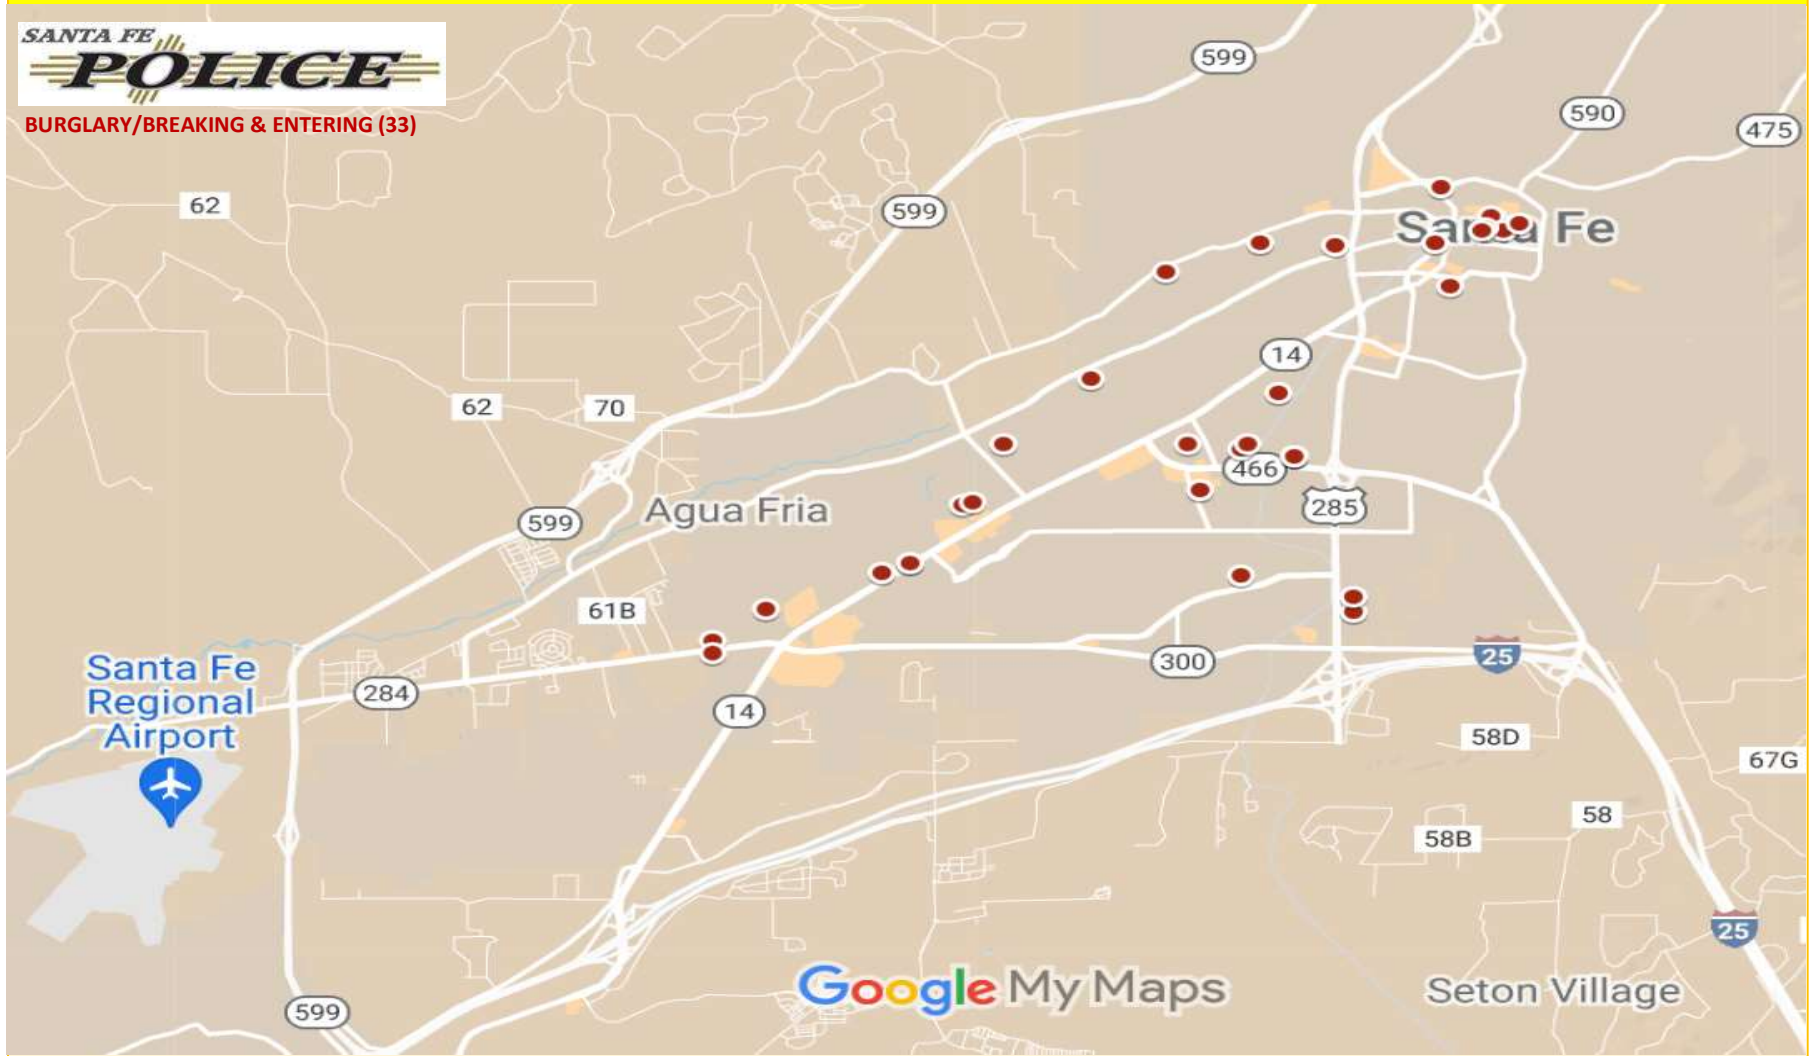 SANTA FE
POLICE
BURGLARY/BREAKING & ENTERING (33)
599
590
475
62
599
Santa Fe
14
62
70
466
285
Agua Fria
599
61B
300
25
Santa Fe
Regional
Airport
284
14
58D
67G
58
58B
25
Google My Maps
Seton Village
599